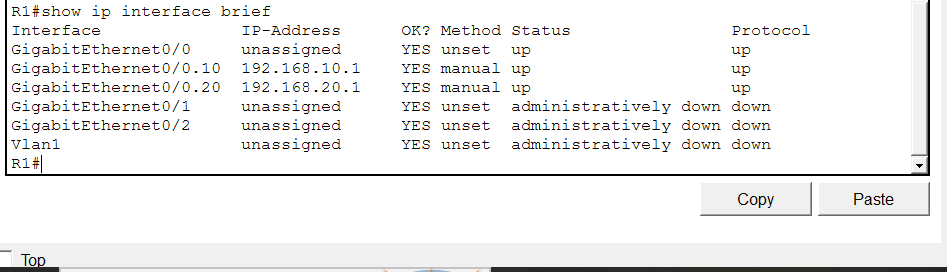 R1#show ip interface brief
Interface IP-Address OK? Method Status Protocol
GigabitEthernet0/0 unassigned YES unset up up
GigabitEthernet0/0.10 192.168.10.1 YES manual up up
GigabitEthernet0/0.20 192.168.20.1 YES manual up up
GigabitEthernet0/1 unassigned YES unset administratively down down
GigabitEthernet0/2 unassigned YES unset administratively down down
Vlan1 unassigned YES unset administratively down down
R1#
Copy Paste
Top